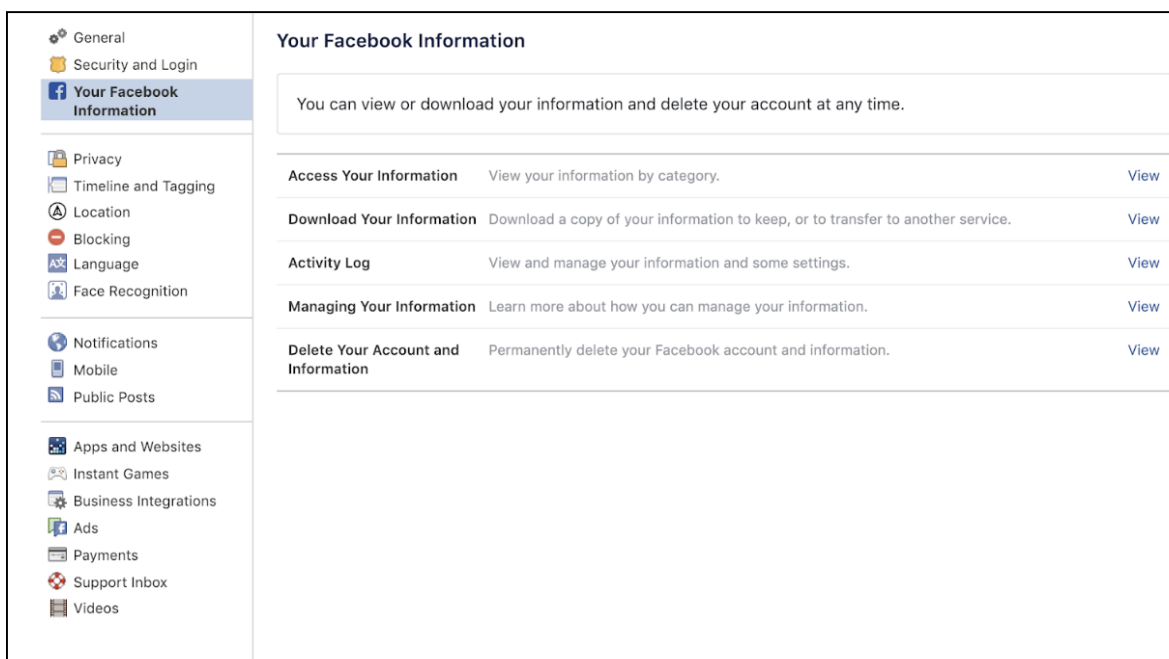 General
Security and Login
Your Facebook
Information
Privacy
Timeline and Tagging
Location
Blocking
Language
Face Recognition
Notifications
Mobile
Public Posts
Apps and Websites
Instant Games
Business Integrations
Ads
Payments
Support Inbox
Videos
Your Facebook Information
You can view or download your information and delete your account at any time.
Access Your Information View your information by category. View
Download Your Information Download a copy of your information to keep, or to transfer to another service. View
Activity Log View and manage your information and some settings. View
Managing Your Information Learn more about how you can manage your information. View
Delete Your Account and Permanently delete your Facebook account and information. View
Information